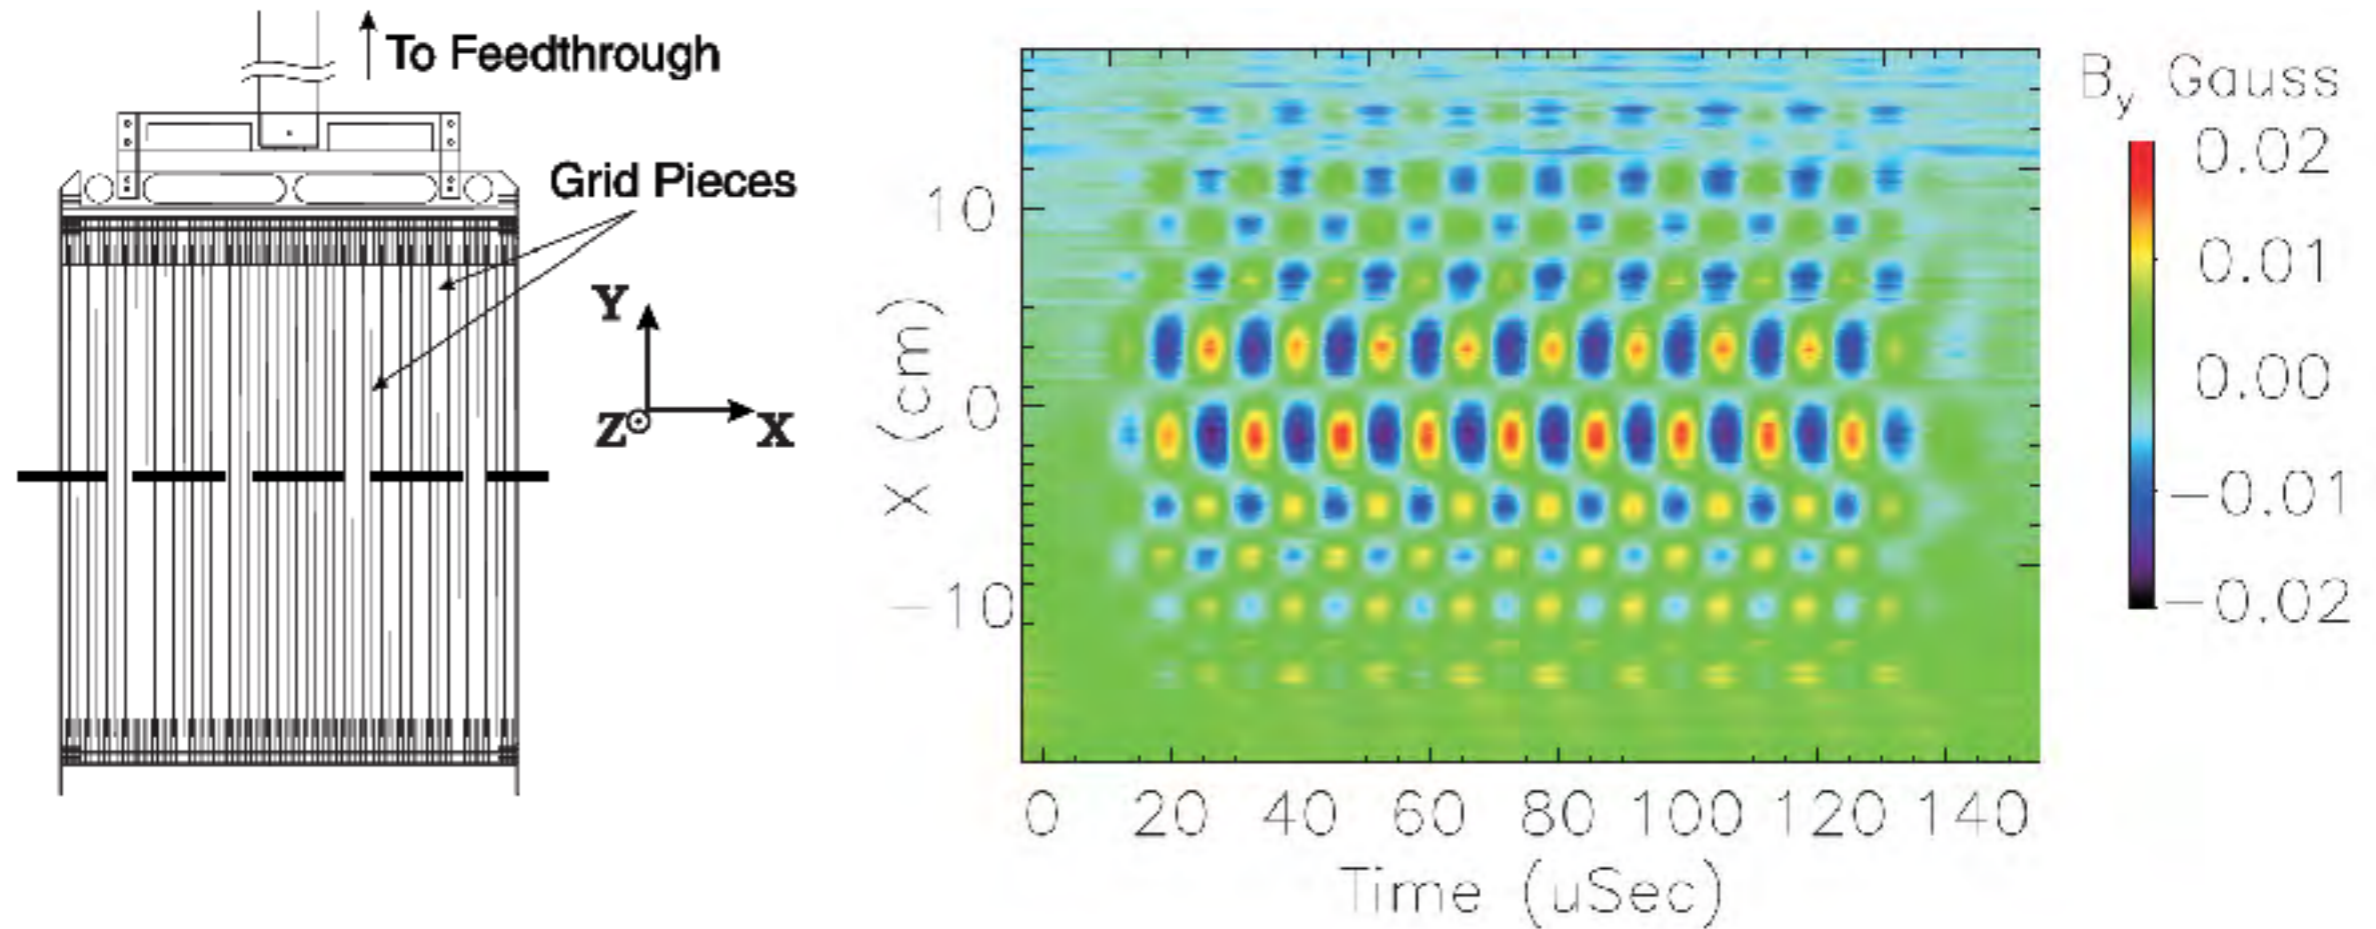 To Feedthrough
Grid Pieces
Y
Z
X
X (cm)
10
0
−10
0 20 40 60 80 100 120 140
Time (uSec)
By Gauss
0.02
0.01
0.00
−0.01
−0.02